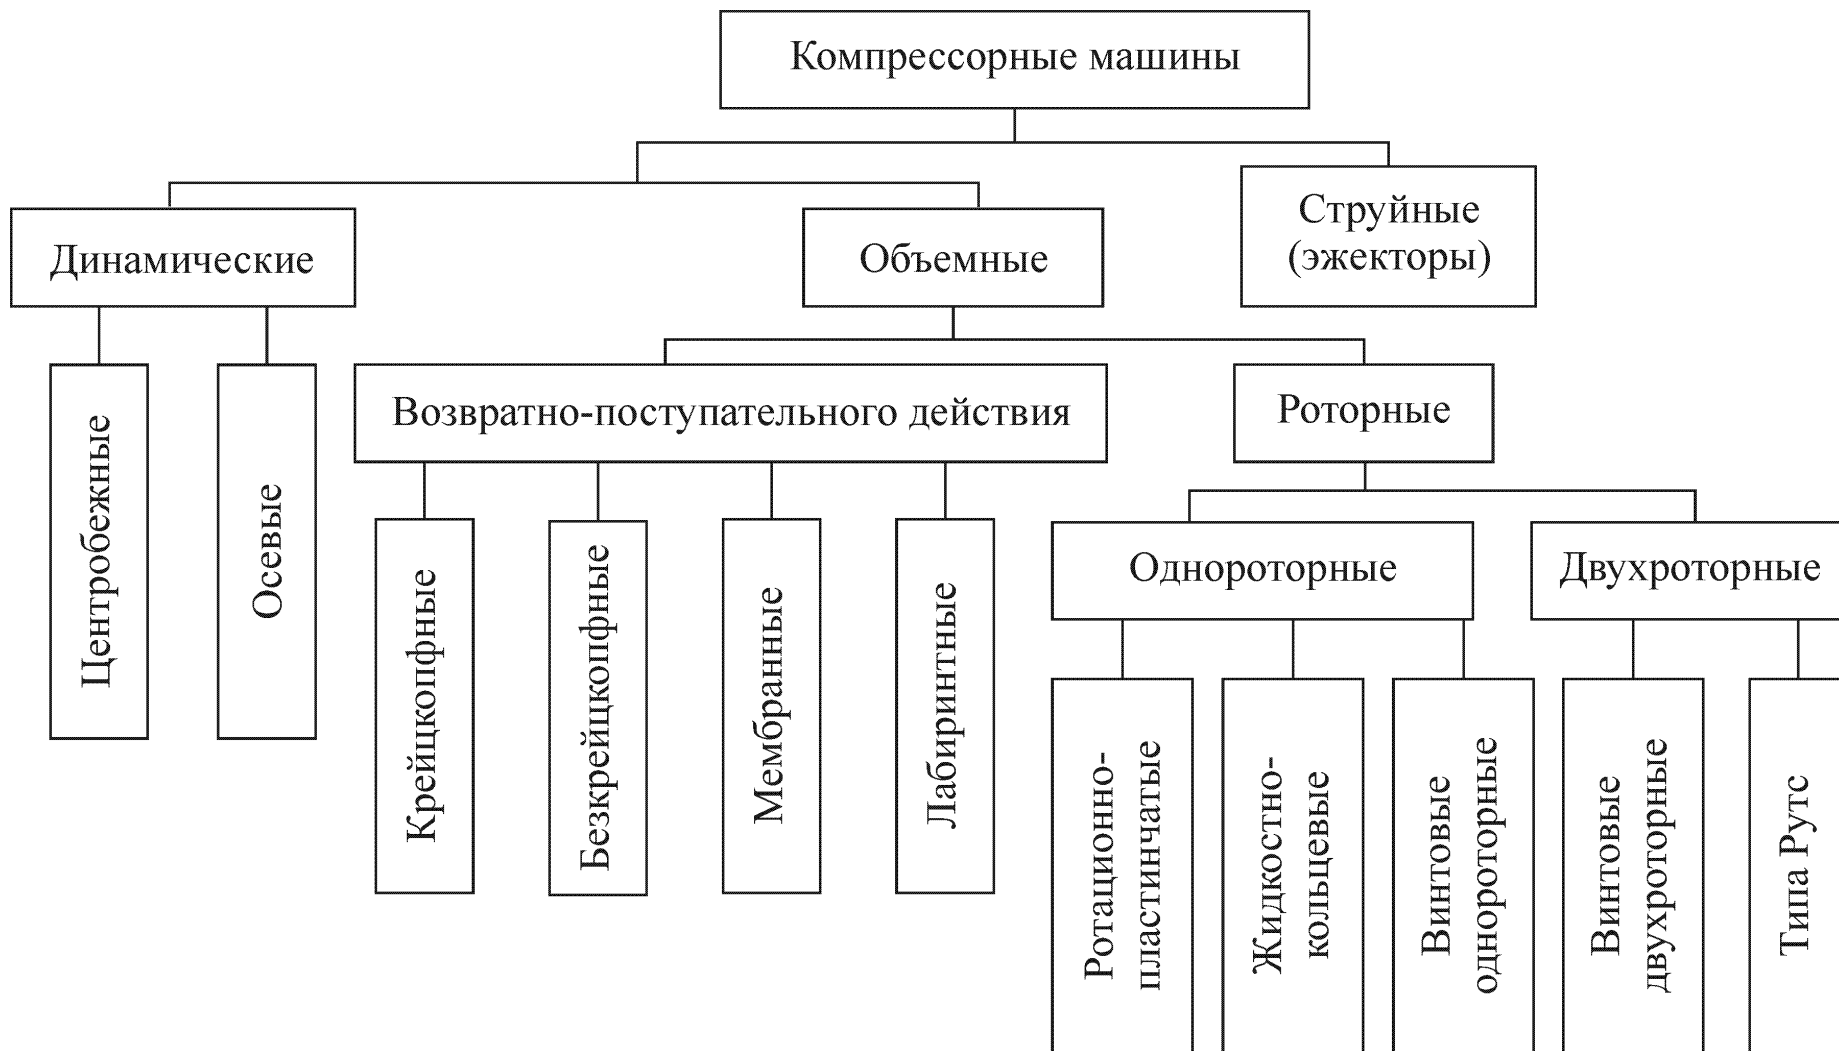 Компрессорные машины
Струйные
(эжекторы)
Динамические
Объемные
Возвратно-поступательного действия
Роторные
Центробежные
Осевые
Крейцкопфные
Безкрейцкопфные
Мембранные
Лабиринтные
Однороторные
Двухроторные
Ротационно-
пластинчатые
Жидкостно-
кольцевые
Винтовые
однороторные
Винтовые
двухроторные
Типа Рутс